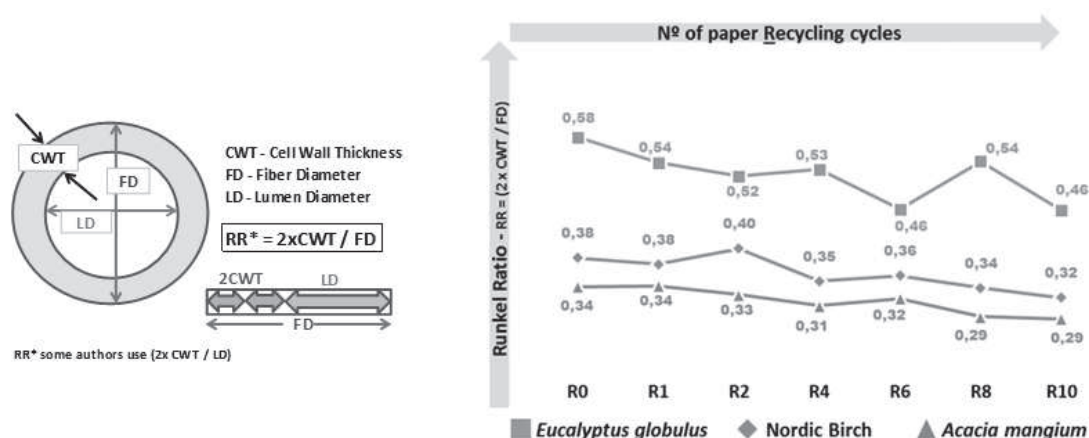 CWT
FD
LD
CWT - Cell Wall Thickness
FD - Fiber Diameter
LD - Lumen Diameter
RR* = 2xCWT / FD
2CWT LD
FD
RR* some authors use (2x CWT / LD)
Nº of paper Recycling cycles
Runkel Ratio - RR = (2x CWT / FD)
0,58
0,54
0,52
0,53
0,46
0,54
0,46
0,38
0,38
0,40
0,35
0,36
0,34
0,32
0,34
0,34
0,33
0,31
0,32
0,29
0,29
R0 R1 R2 R4 R6 R8 R10
Eucalyptus globulus Nordic Birch Acacia mangium